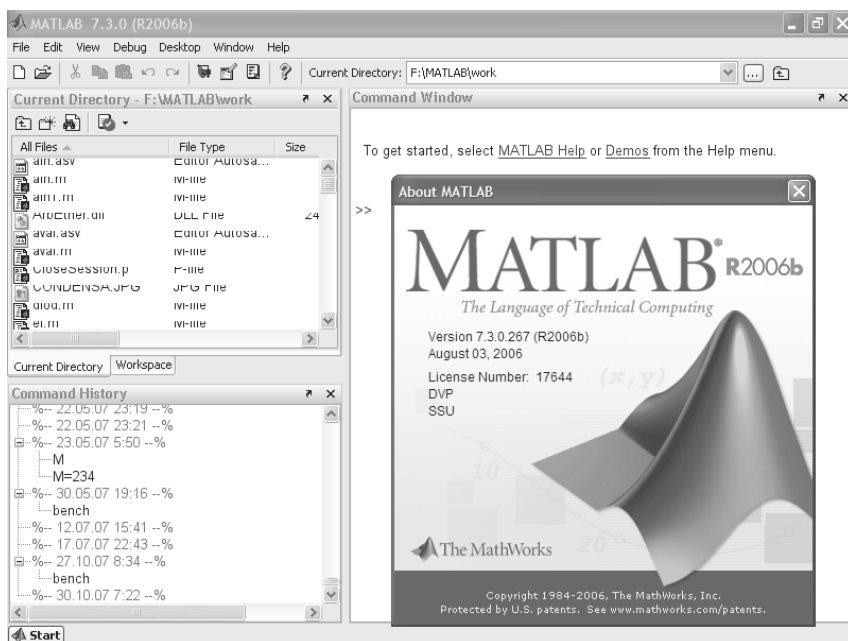 MATLAB 7.3.0 (R2006b)
File Edit View Debug Desktop Window Help
Current Directory: F:\MATLAB\work
Current Directory - F:\MATLAB\work
All Files File Type Size
ain.asv Editor Autosa...
ain.m M-file
ain1.m M-file
ArbEther.dll DLL File 24
aval.asv Editor Autosa...
aval.m M-file
CloseSession.p P-file
CONDENSA.JPG JPG File
diod.m M-file
el.m M-file
Current Directory Workspace
Command History
%-- 22.05.07 23:19 --%
%-- 22.05.07 23:21 --%
%-- 23.05.07 5:50 --%
M
M=234
%-- 30.05.07 19:16 --%
bench
%-- 12.07.07 15:41 --%
%-- 17.07.07 22:43 --%
%-- 27.10.07 8:34 --%
bench
%-- 30.10.07 7:22 --%
Start
Command Window
To get started, select MATLAB Help or Demos from the Help menu.
>>
About MATLAB
MATLAB® R2006b
The Language of Technical Computing
Version 7.3.0.267 (R2006b)
August 03, 2006
License Number: 17644
DVP
SSU
(x,y)
10
20
The MathWorks
Copyright 1984-2006, The MathWorks, Inc.
Protected by U.S. patents. See www.mathworks.com/patents.